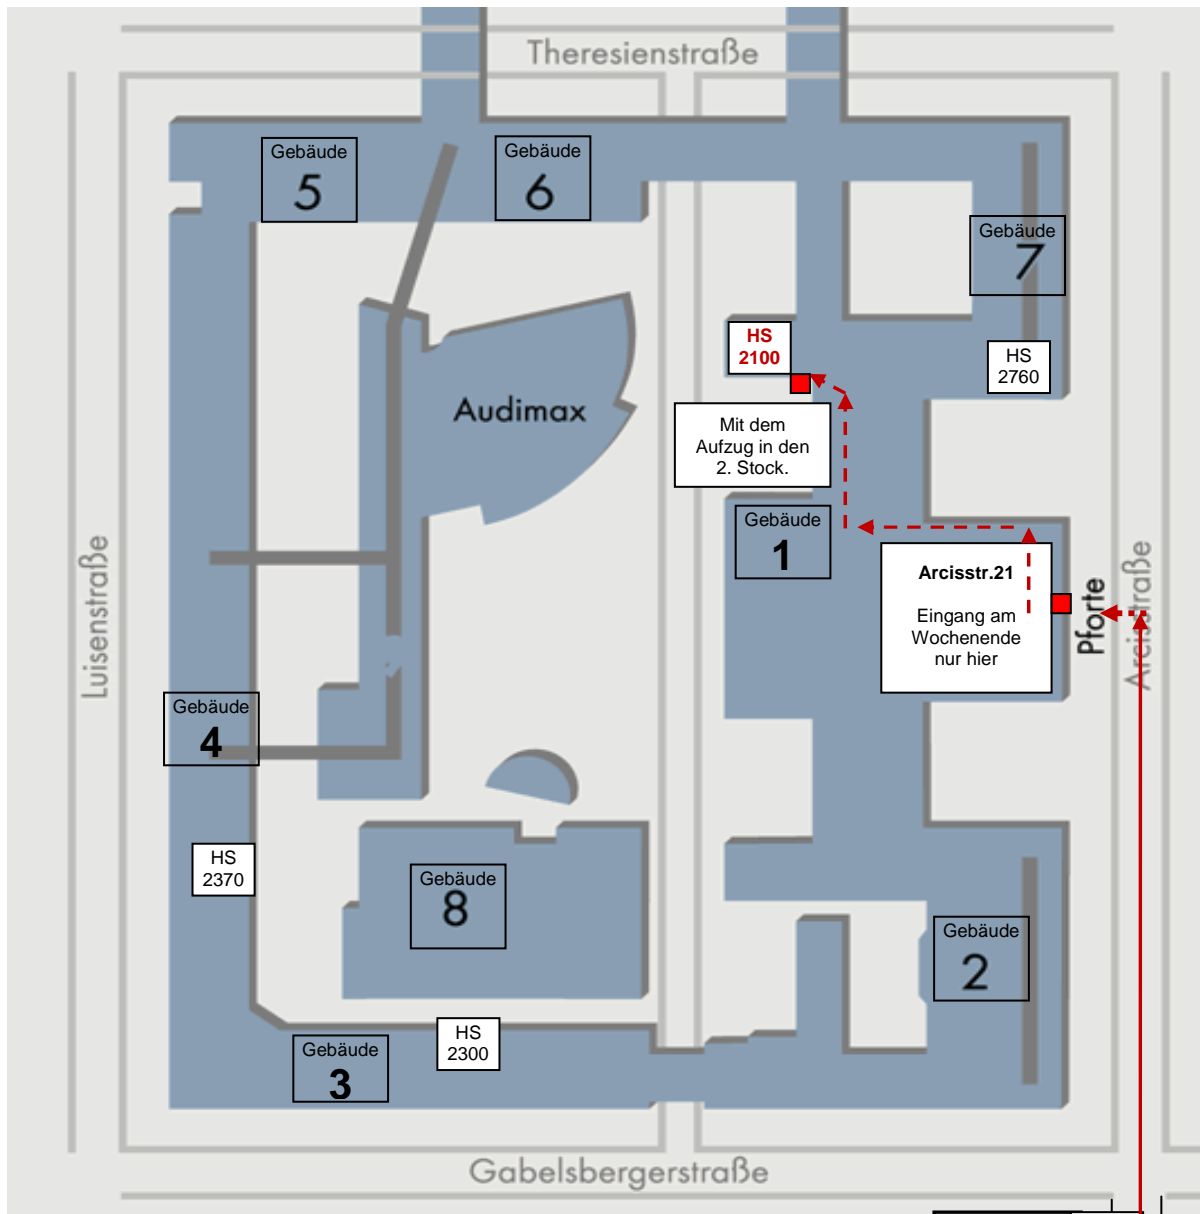 Theresienstraße
Gebäude
5
Gebäude
6
Gebäude
7
HS
2100
HS
2760
Audimax
Mit dem
Aufzug in den
2. Stock.
Gebäude
1
Arcisstr.21
Eingang am
Wochenende
nur hier
Pforte
Arcisstraße
Luisenstraße
Gebäude
4
HS
2370
Gebäude
8
Gebäude
2
HS
2300
Gebäude
3
Gabelsbergerstraße